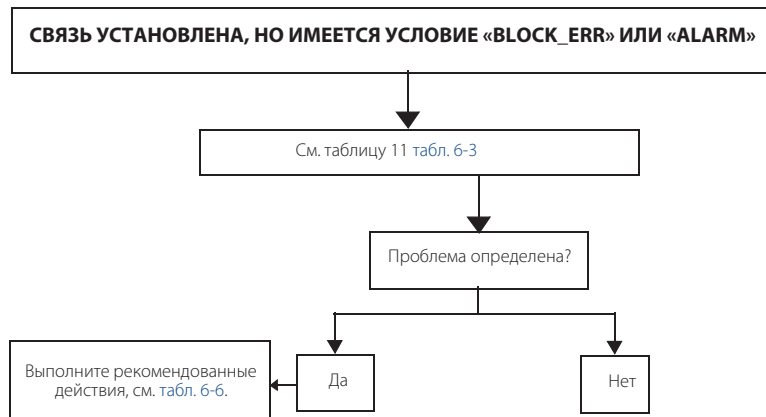 СВЯЗЬ УСТАНОВЛЕНА, НО ИМЕЕТСЯ УСЛОВИЕ «BLOCK_ERR» ИЛИ «ALARM»
См. таблицу 11 табл. 6-3
Проблема определена?
Выполните рекомендованные
действия, см. табл. 6-6.
Да
Нет